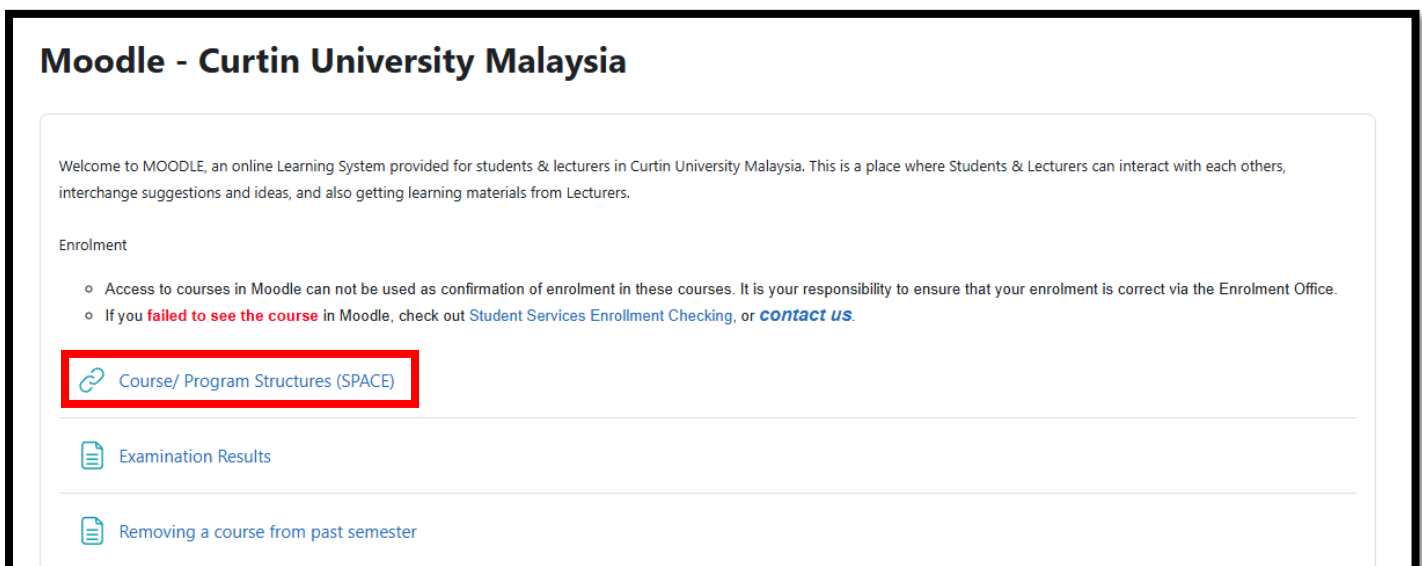 Moodle - Curtin University Malaysia
Welcome to MOODLE, an online Learning System provided for students & lecturers in Curtin University Malaysia. This is a place where Students & Lecturers can interact with each others,
interchange suggestions and ideas, and also getting learning materials from Lecturers.
Enrolment
Access to courses in Moodle can not be used as confirmation of enrolment in these courses. It is your responsibility to ensure that your enrolment is correct via the Enrolment Office.
If you failed to see the course in Moodle, check out Student Services Enrollment Checking, or contact us.
Course/ Program Structures (SPACE)
Examination Results
Removing a course from past semester